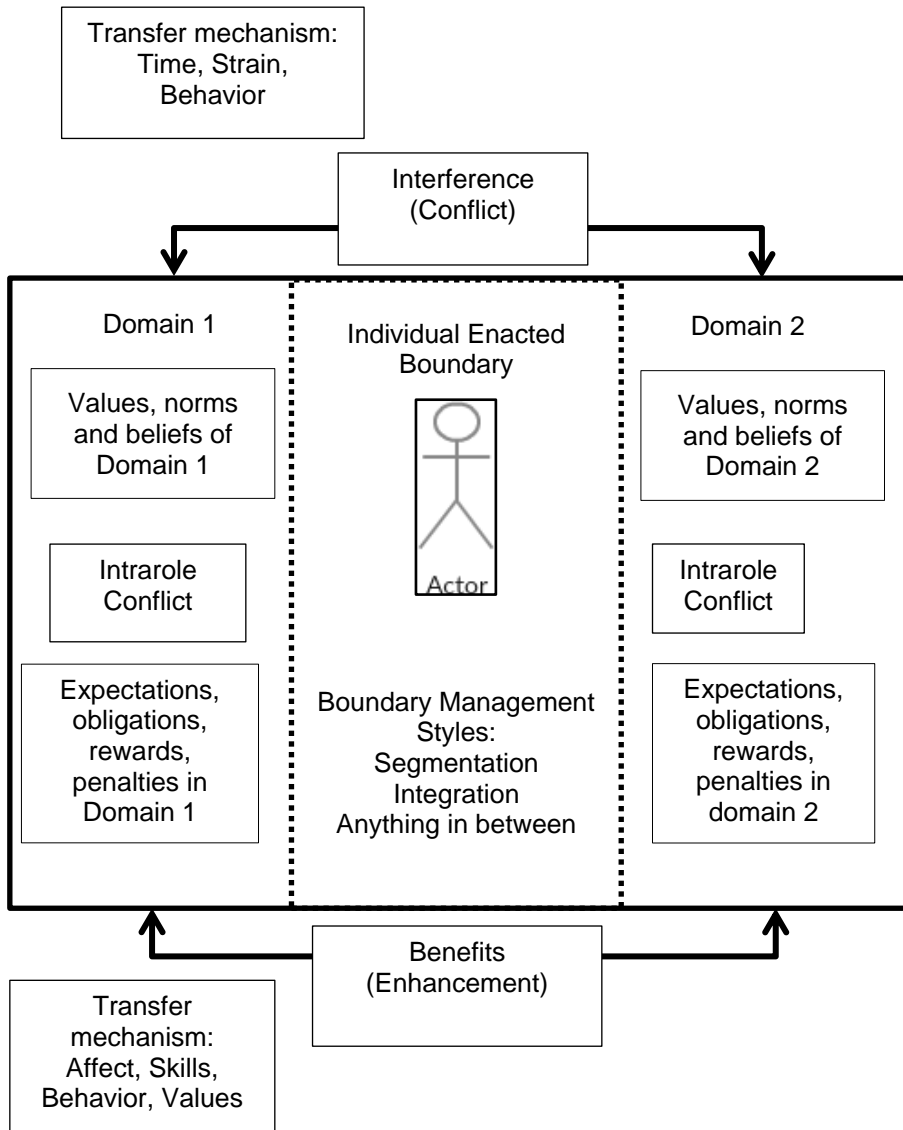 Transfer mechanism:
Time, Strain,
Behavior
Interference
(Conflict)
Domain 1
Values, norms
and beliefs of
Domain 1
Intrarole
Conflict
Expectations,
obligations,
rewards,
penalties in
Domain 1
Individual Enacted
Boundary
Actor
Boundary Management
Styles:
Segmentation
Integration
Anything in between
Domain 2
Values, norms
and beliefs of
Domain 2
Intrarole
Conflict
Expectations,
obligations,
rewards,
penalties in
domain 2
Benefits
(Enhancement)
Transfer
mechanism:
Affect, Skills,
Behavior, Values